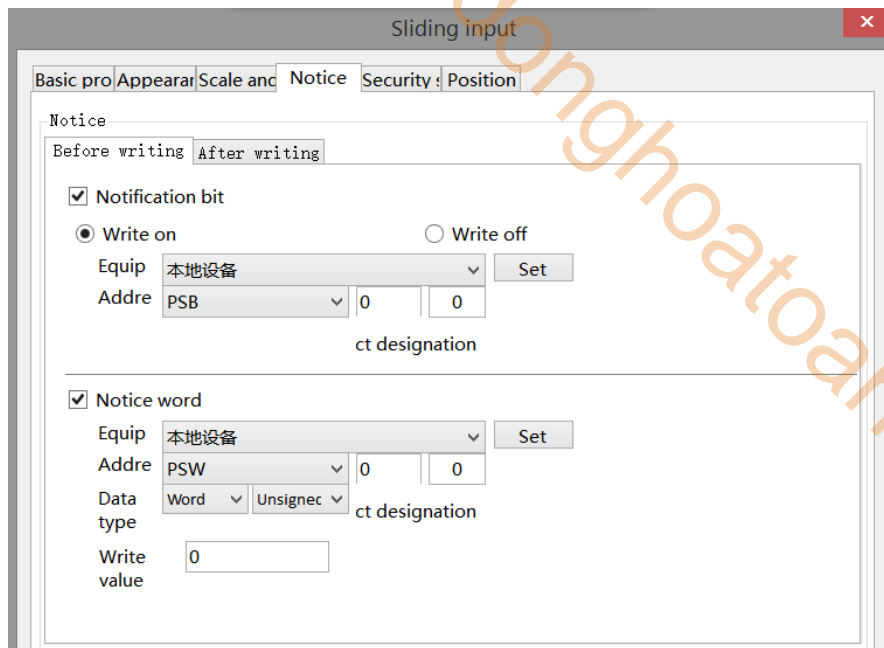 Sliding Input
Basic pro Appearar Scale and Notice Security s Position
Notice
Before writing After writing
Notification bit
Write on Write off
Equip 本地设备 Set
Addre PSB 0 0
ct designation
Notice word
Equip 本地设备 Set
Addre PSW 0 0
Data Word Unsigned
type ct designation
Write 0
value
onghoatoan